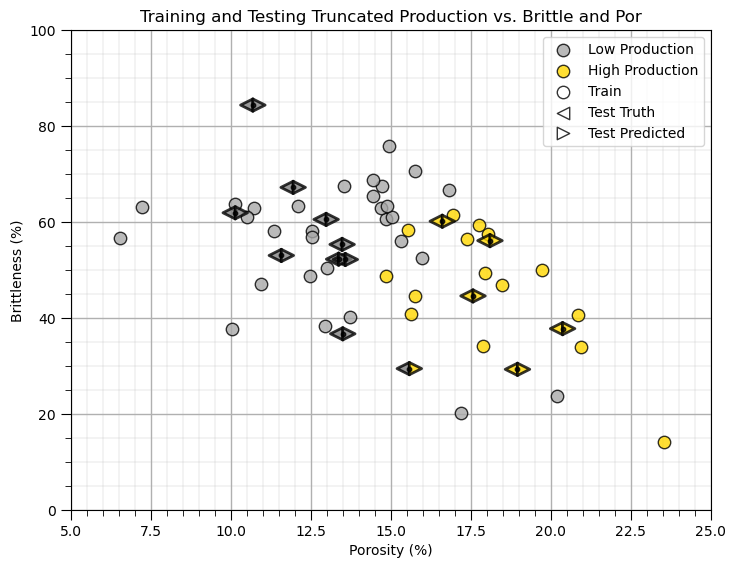 Training and Testing Truncated Production vs. Brittle and Por
Low Production
High Production
Train
Test Truth
Test Predicted
100
80
60
40
20
0
Brittleness (%)
5.0 7.5 10.0 12.5 15.0 17.5 20.0 22.5 25.0
Porosity (%)